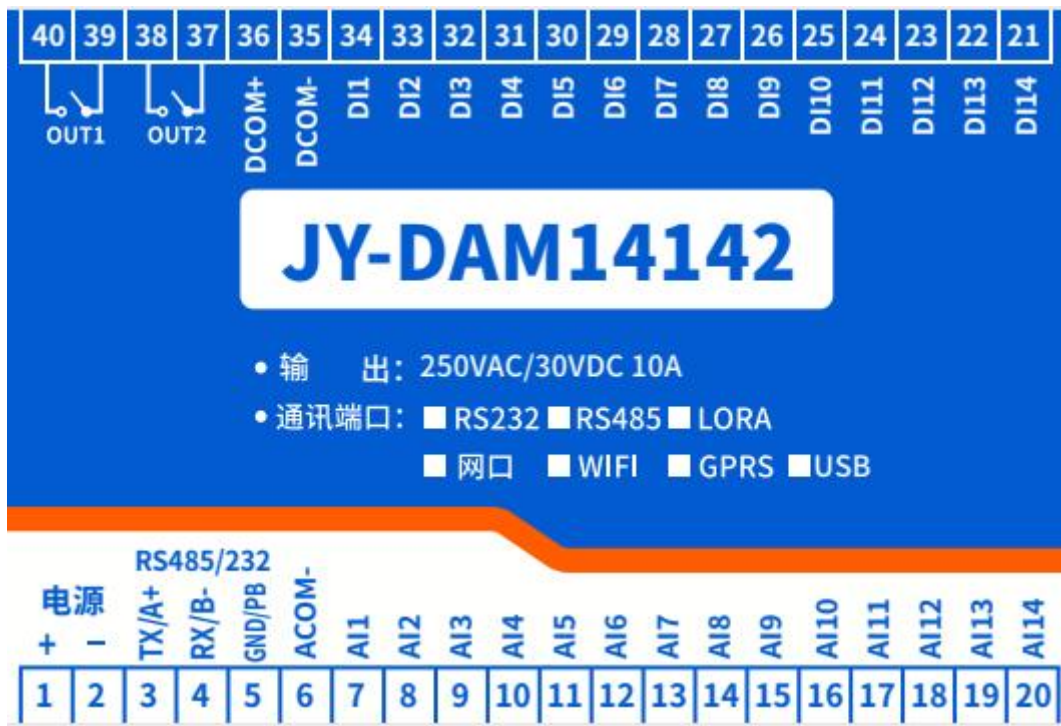 40 39 38 37 36 35 34 33 32 31 30 29 28 27 26 25 24 23 22 21
OUT1 OUT2 DCOM+ DCOM- DI1 DI2 DI3 DI4 DI5 DI6 DI7 DI8 DI9 DI10 DI11 DI12 DI13 DI14
JY-DAM14142
• 输 出： 250VAC/30VDC 10A
• 通讯端口： ■ RS232 ■ RS485 ■ LORA
■ 网口 ■ WIFI ■ GPRS ■ USB
RS485/232
电源
+ − TX/A+ RX/B- GND/PB ACOM- AI1 AI2 AI3 AI4 AI5 AI6 AI7 AI8 AI9 AI10 AI11 AI12 AI13 AI14
1 2 3 4 5 6 7 8 9 10 11 12 13 14 15 16 17 18 19 20